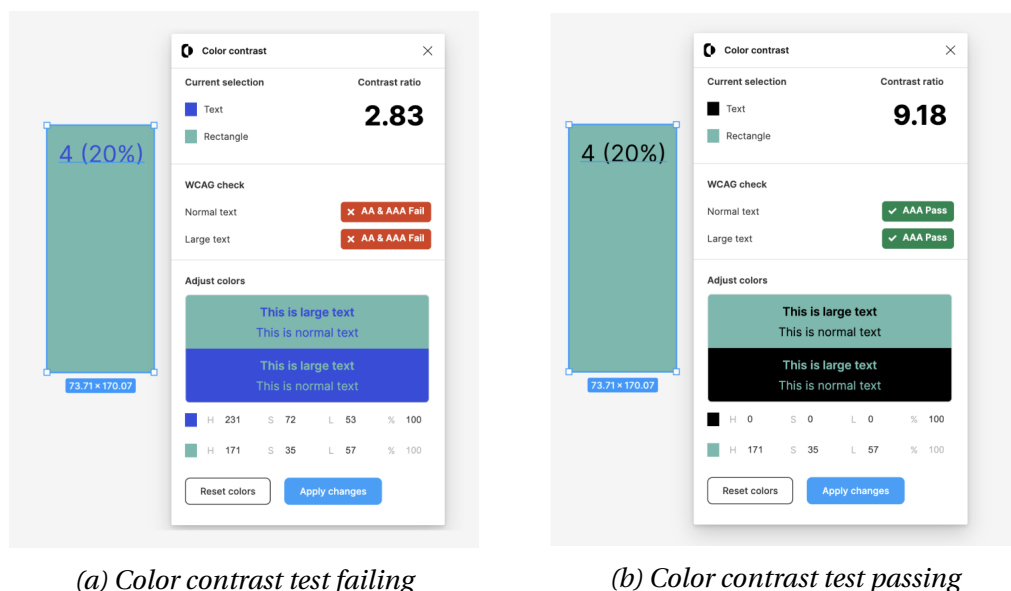 4 (20%)
73.71 × 170.07
Color contrast
Current selection
Contrast ratio
Text
2.83
Rectangle
WCAG check
Normal text
AA & AAA Fail
Large text
AA & AAA Fail
Adjust colors
This is large text
This is normal text
This is large text
This is normal text
H 231 S 72 L 53 % 100
H 171 S 35 L 57 % 100
Reset colors
Apply changes
(a) Color contrast test failing
4 (20%)
73.71 × 170.07
Color contrast
Current selection
Contrast ratio
Text
9.18
Rectangle
WCAG check
Normal text
AAA Pass
Large text
AAA Pass
Adjust colors
This is large text
This is normal text
This is large text
This is normal text
H 0 S 0 L 0 % 100
H 171 S 35 L 57 % 100
Reset colors
Apply changes
(b) Color contrast test passing